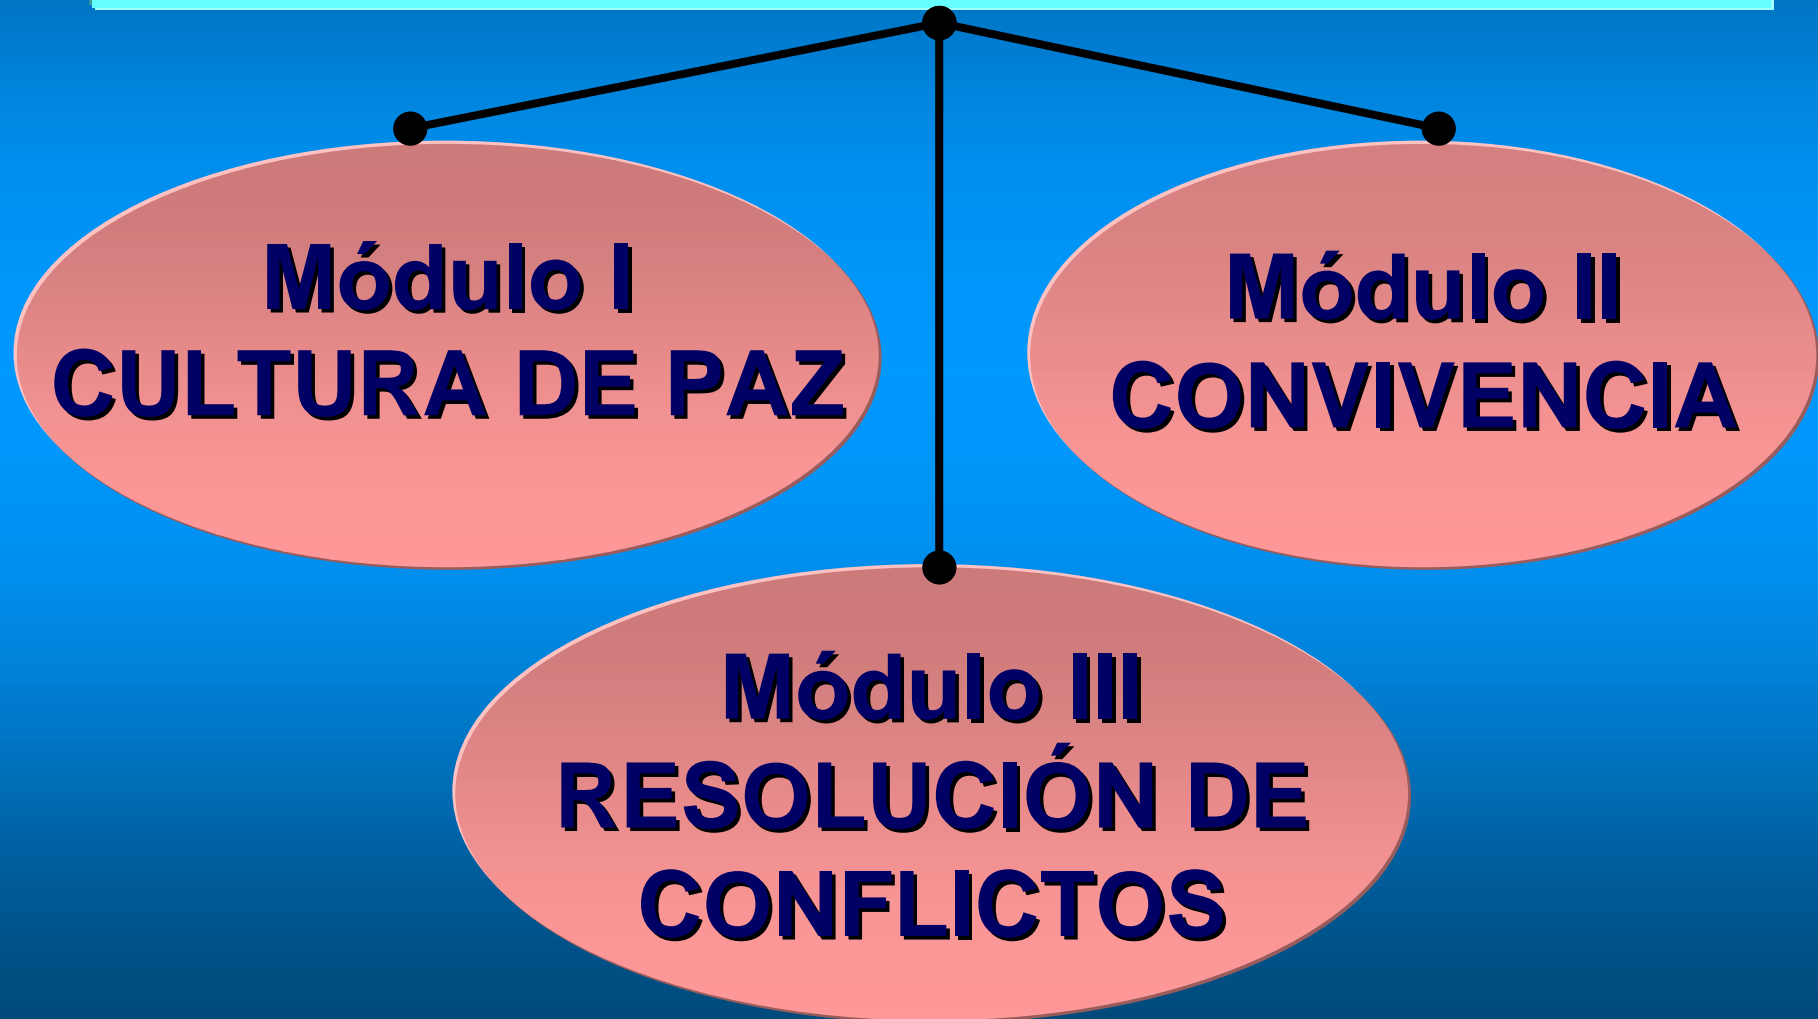 Módulo I
CULTURA DE PAZ
Módulo II
CONVIVENCIA
Módulo III
RESOLUCIÓN DE
CONFLICTOS